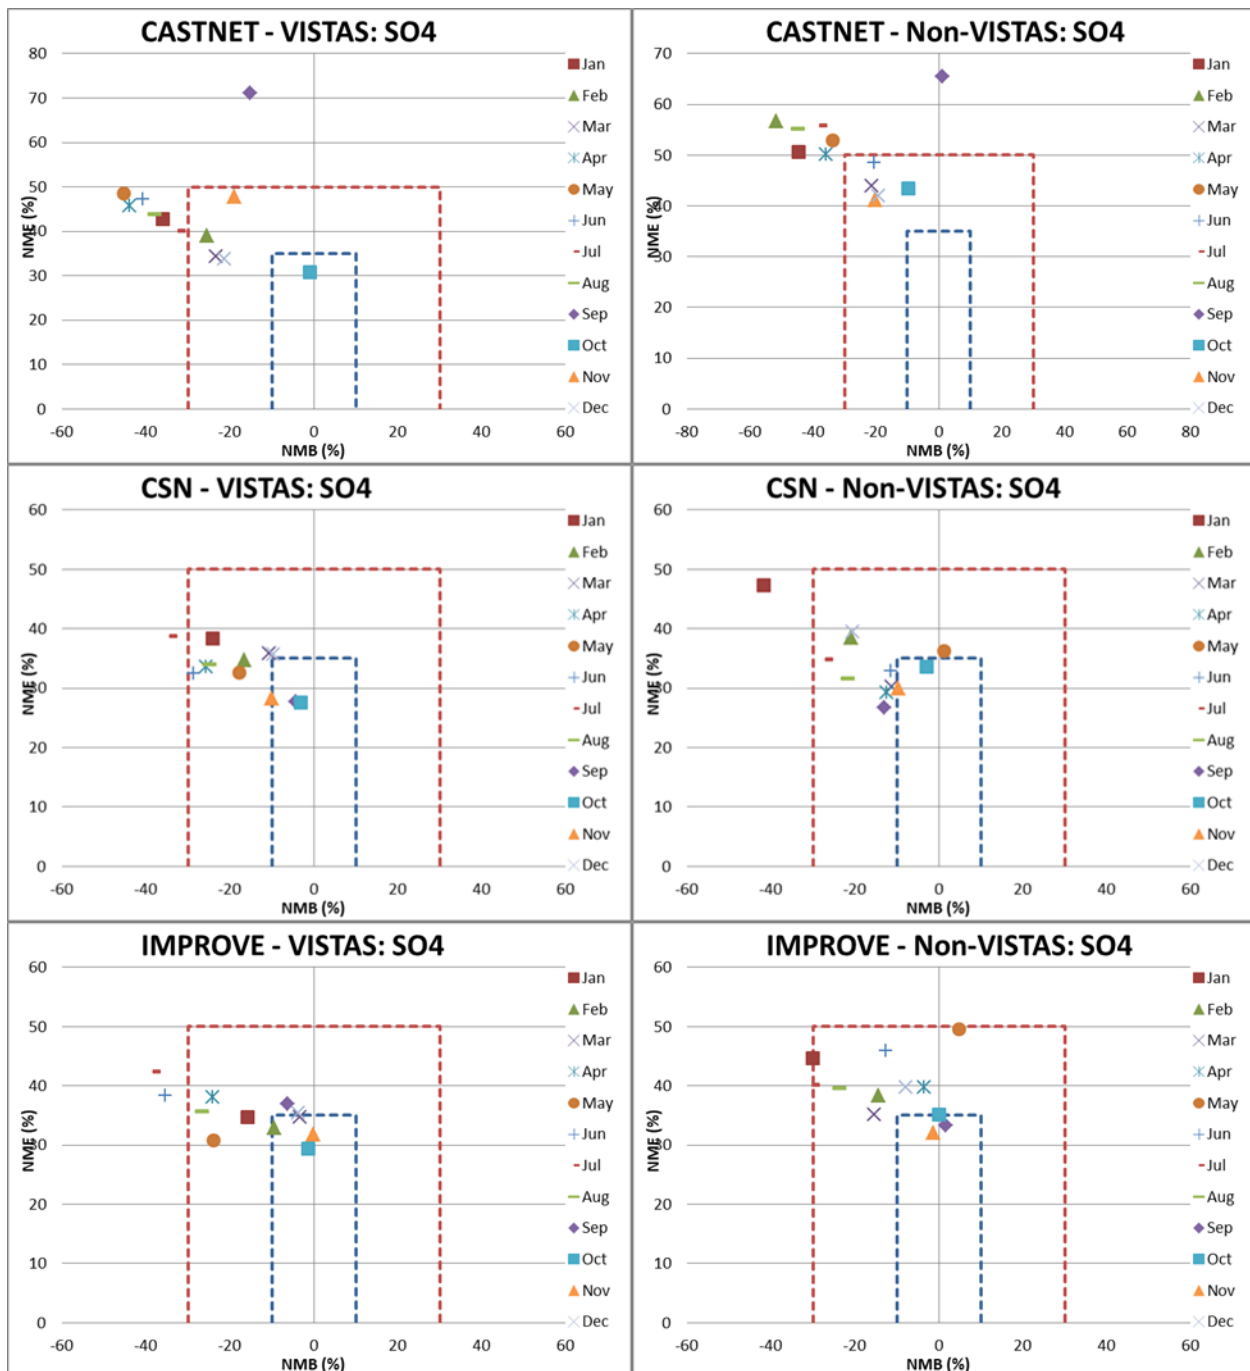 CASTNET - VISTAS: SO4
80
70
60
50
40
30
20
10
0
NME (%)
-60 -40 -20 0 20 40 60
NMB (%)
Jan
Feb
Mar
Apr
May
Jun
Jul
Aug
Sep
Oct
Nov
Dec
CASTNET - Non-VISTAS: SO4
70
60
50
40
30
20
10
0
NME (%)
-80 -60 -40 -20 0 20 40 60 80
NMB (%)
Jan
Feb
Mar
Apr
May
Jun
Jul
Aug
Sep
Oct
Nov
Dec
CSN - VISTAS: SO4
60
50
40
30
20
10
0
NME (%)
-60 -40 -20 0 20 40 60
NMB (%)
Jan
Feb
Mar
Apr
May
Jun
Jul
Aug
Sep
Oct
Nov
Dec
CSN - Non-VISTAS: SO4
60
50
40
30
20
10
0
NME (%)
-60 -40 -20 0 20 40 60
NMB (%)
Jan
Feb
Mar
Apr
May
Jun
Jul
Aug
Sep
Oct
Nov
Dec
IMPROVE - VISTAS: SO4
60
50
40
30
20
10
0
NME (%)
-60 -40 -20 0 20 40 60
NMB (%)
Jan
Feb
Mar
Apr
May
Jun
Jul
Aug
Sep
Oct
Nov
Dec
IMPROVE - Non-VISTAS: SO4
60
50
40
30
20
10
0
NME (%)
-60 -40 -20 0 20 40 60
NMB (%)
Jan
Feb
Mar
Apr
May
Jun
Jul
Aug
Sep
Oct
Nov
Dec